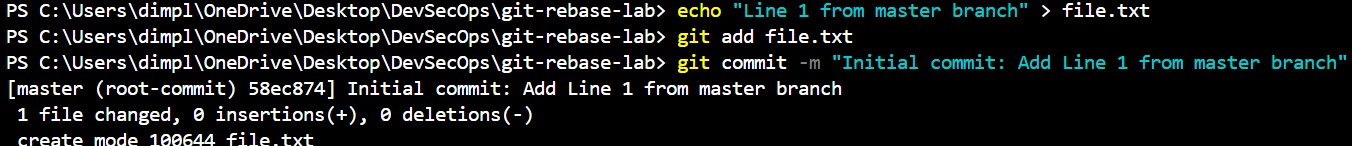 PS C:\Users\dimpl\OneDrive\Desktop\DevSecOps\git-rebase-lab> echo "Line 1 from master branch" > file.txt
PS C:\Users\dimpl\OneDrive\Desktop\DevSecOps\git-rebase-lab> git add file.txt
PS C:\Users\dimpl\OneDrive\Desktop\DevSecOps\git-rebase-lab> git commit -m "Initial commit: Add Line 1 from master branch"
[master (root-commit) 58ec874] Initial commit: Add Line 1 from master branch
 1 file changed, 0 insertions(+), 0 deletions(-)
 create mode 100644 file.txt